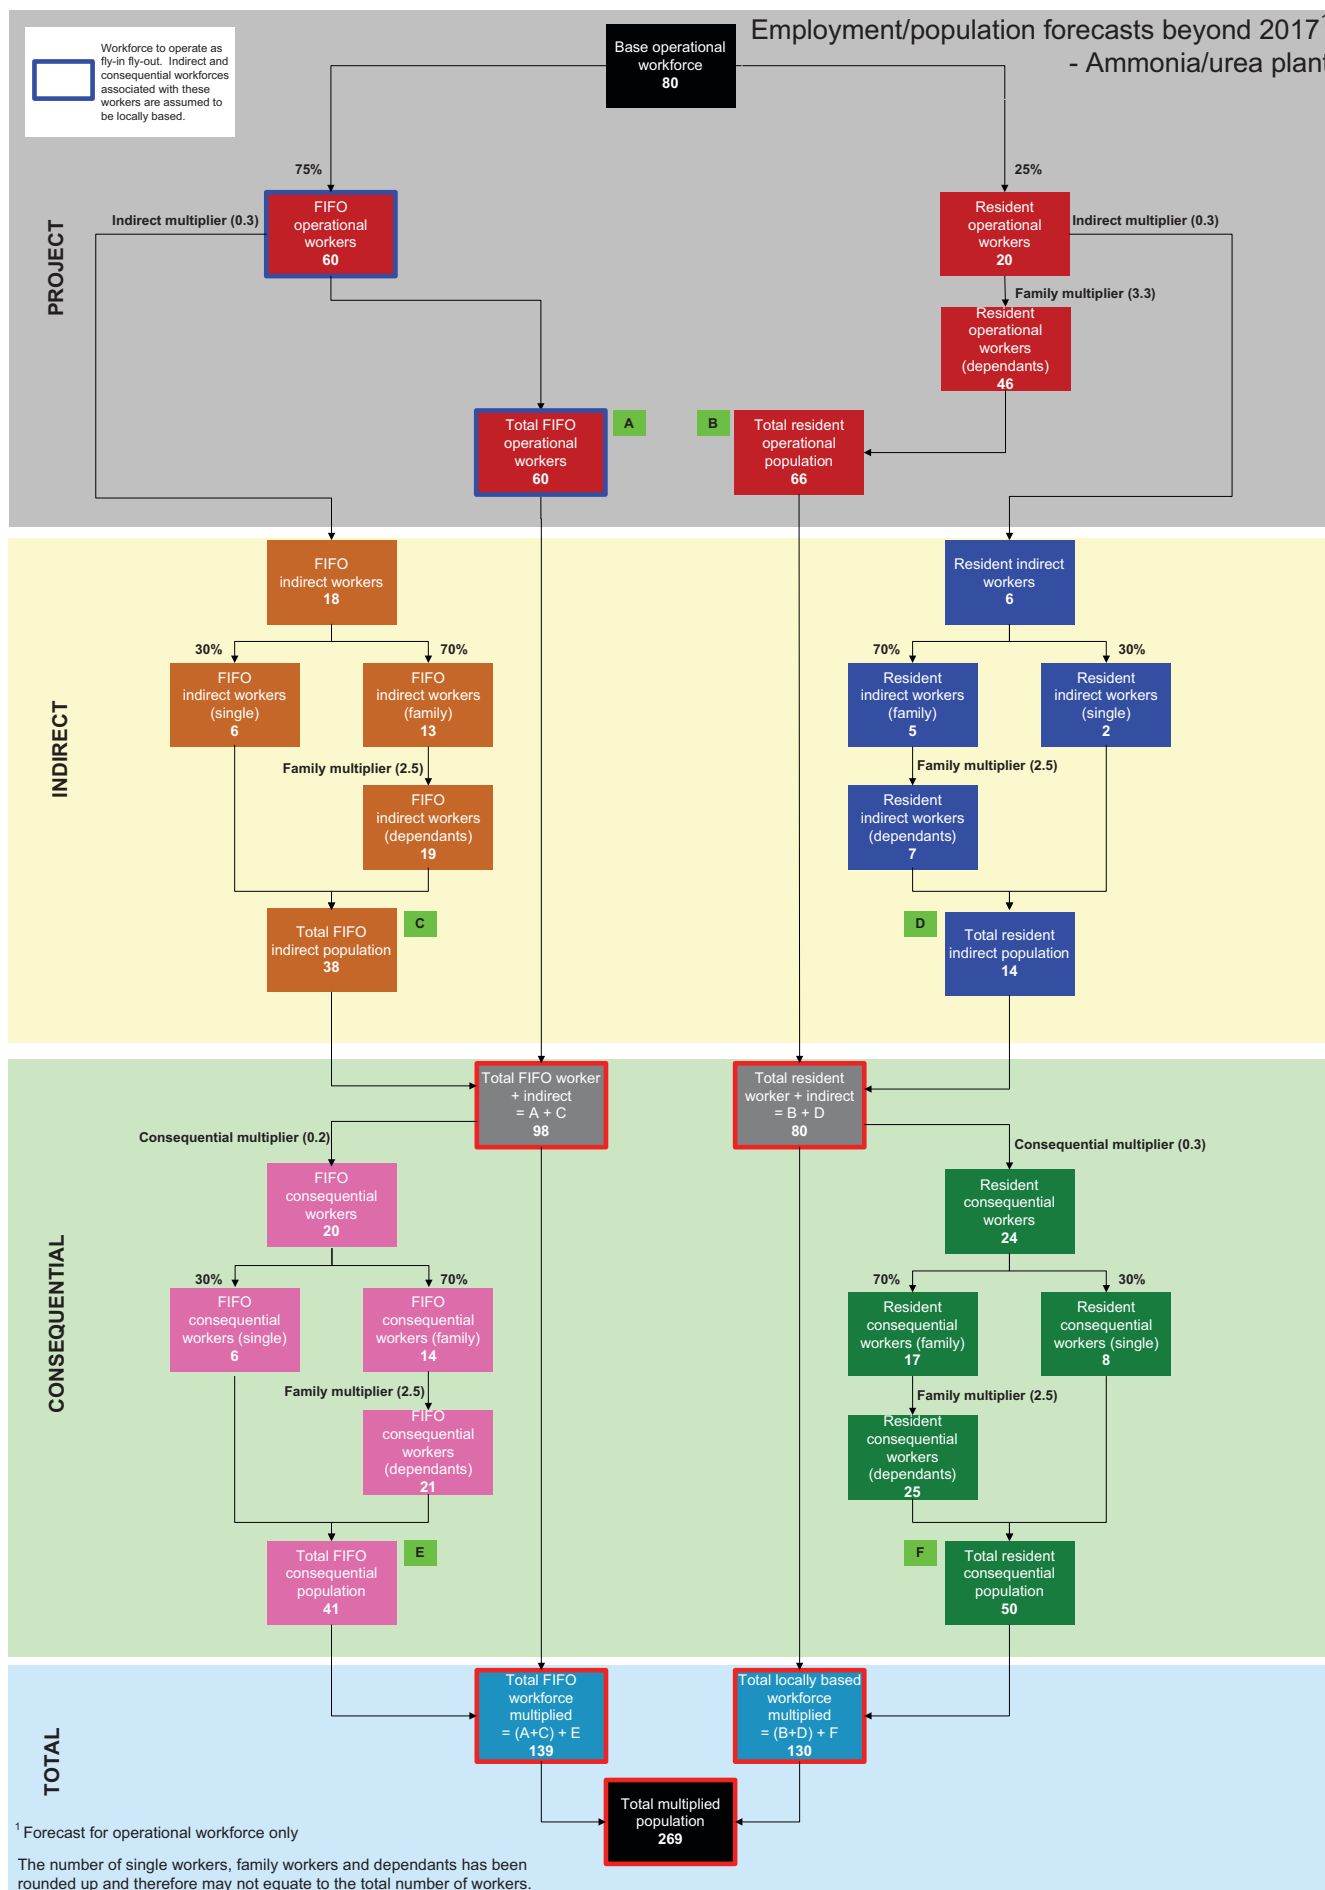 Employment/population forecasts beyond 2017¹
- Ammonia/urea plant
Workforce to operate as
fly-in fly-out. Indirect and
consequential workforces
associated with these
workers are assumed to
be locally based.
Base operational
workforce
80
75%
25%
PROJECT
Indirect multiplier (0.3)
FIFO
operational
workers
60
Resident
operational
workers
20
Indirect multiplier (0.3)
Family multiplier (3.3)
Resident
operational
workers
(dependants)
46
Total FIFO
operational
workers
60
A
B
Total resident
operational
population
66
INDIRECT
FIFO
indirect workers
18
Resident indirect
workers
6
30%
70%
70%
30%
FIFO
indirect workers
(single)
6
FIFO
indirect workers
(family)
13
Resident
indirect workers
(family)
5
Resident
indirect workers
(single)
2
Family multiplier (2.5)
Family multiplier (2.5)
FIFO
indirect workers
(dependants)
19
Resident
indirect workers
(dependants)
7
Total FIFO
indirect population
38
C
D
Total resident
indirect population
14
CONSEQUENTIAL
Total FIFO worker
+ indirect
= A + C
98
Total resident
worker + indirect
= B + D
80
Consequential multiplier (0.2)
Consequential multiplier (0.3)
FIFO
consequential
workers
20
Resident
consequential
workers
24
30%
70%
70%
30%
FIFO
consequential
workers (single)
6
FIFO
consequential
workers (family)
14
Resident
consequential
workers (family)
17
Resident
consequential
workers (single)
8
Family multiplier (2.5)
Family multiplier (2.5)
FIFO
consequential
workers
(dependants)
21
Resident
consequential
workers
(dependants)
25
Total FIFO
consequential
population
41
E
F
Total resident
consequential
population
50
TOTAL
Total FIFO
workforce
multiplied
= (A+C) + E
139
Total locally based
workforce
multiplied
= (B+D) + F
130
Total multiplied
population
269
¹ Forecast for operational workforce only
The number of single workers, family workers and dependants has been
rounded up and therefore may not equate to the total number of workers.